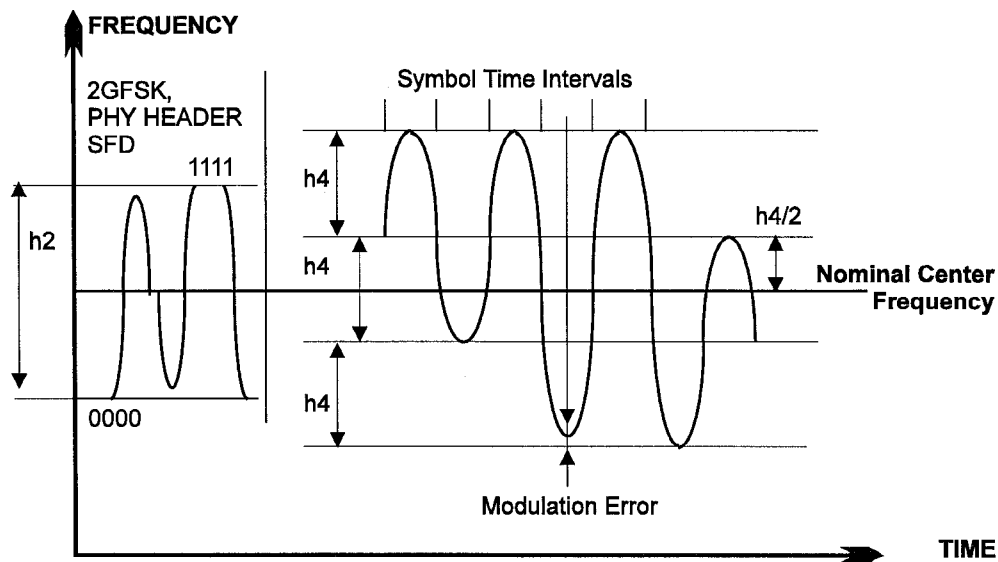 FREQUENCY
2GFSK,
PHY HEADER
SFD
1111
h2
0000
Symbol Time Intervals
h4
h4
h4
h4/2
Nominal Center
Frequency
Modulation Error
TIME